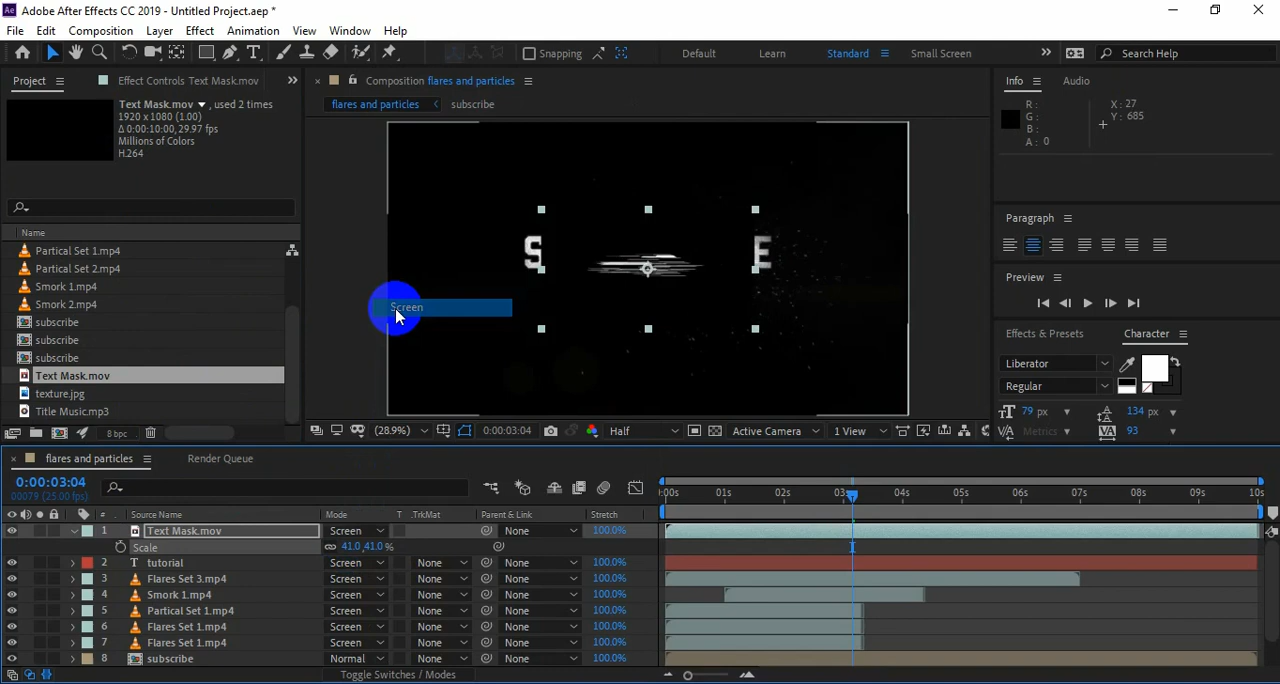 Adobe After Effects CC 2019 - Untitled Project.aep *
File Edit Composition Layer Effect Animation View Window Help
Snapping Default Learn Standard Small Screen Search Help
Project Effect Controls Text Mask.mov Composition flares and particles Info Audio
flares and particles subscribe
Text Mask.mov , used 2 times
1920 x 1080 (1.00)
Δ 0:00:10:00, 29.97 fps
Millions of Colors
H.264
R :
G :
B :
A : 0
X : 27
Y : 685
Name
Partical Set 1.mp4
Partical Set 2.mp4
Smork 1.mp4
Smork 2.mp4
subscribe
subscribe
subscribe
Text Mask.mov
texture.jpg
Title Music.mp3
8 bpc
S E
Screen
(28.9%) 0:00:03:04 Half Active Camera 1 View
Paragraph
Preview
Effects & Presets Character
Liberator
Regular
79 px 134 px
Metrics 93
flares and particles Render Queue
0:00:03:04
00079 (25.00 fps)
:00s 01s 02s 03s 04s 05s 06s 07s 08s 09s 10s
# Source Name Mode T .TrkMat Parent & Link Stretch
1 Text Mask.mov Screen None 100.0%
Scale 41.0,41.0 %
2 T tutorial Screen None None 100.0%
3 Flares Set 3.mp4 Screen None None 100.0%
4 Smork 1.mp4 Screen None None 100.0%
5 Partical Set 1.mp4 Screen None None 100.0%
6 Flares Set 1.mp4 Screen None None 100.0%
7 Flares Set 1.mp4 Screen None None 100.0%
8 subscribe Normal None None 100.0%
Toggle Switches / Modes